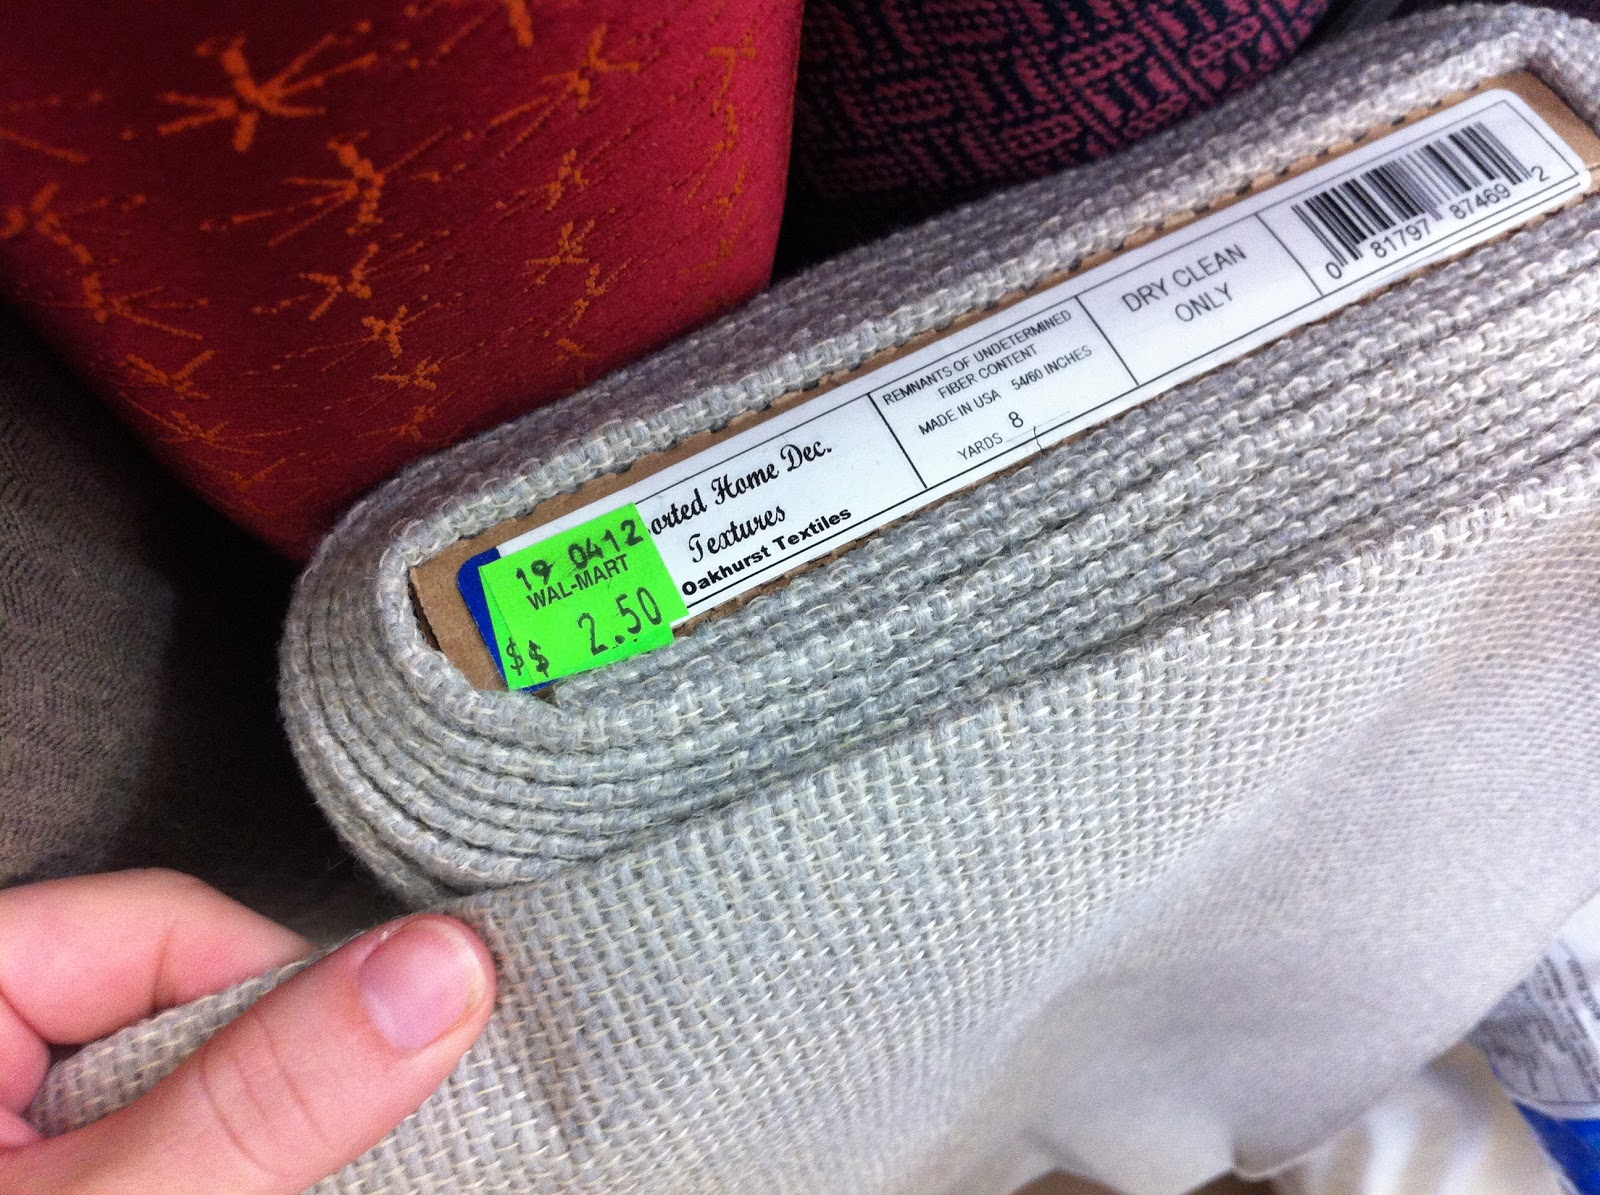 19 0412
WAL-MART
$$ 2.50
orted Home Dec.
Textures
Oakhurst Textiles
REMNANTS OF UNDETERMINED
FIBER CONTENT
MADE IN USA 54/60 INCHES
YARDS 8
DRY CLEAN
ONLY
0 81797 87469 2